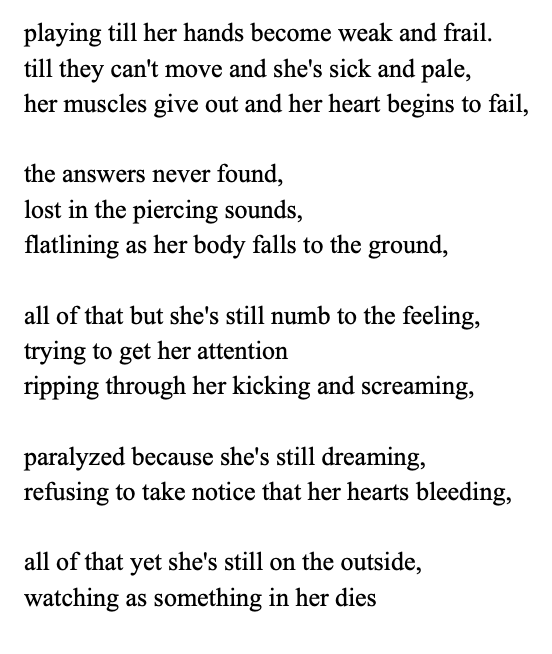 playing till her hands become weak and frail.
till they can't move and she's sick and pale,
her muscles give out and her heart begins to fail,
the answers never found,
lost in the piercing sounds,
flatlining as her body falls to the ground,
all of that but she's still numb to the feeling,
trying to get her attention
ripping through her kicking and screaming,
paralyzed because she's still dreaming,
refusing to take notice that her hearts bleeding,
all of that yet she's still on the outside,
watching as something in her dies